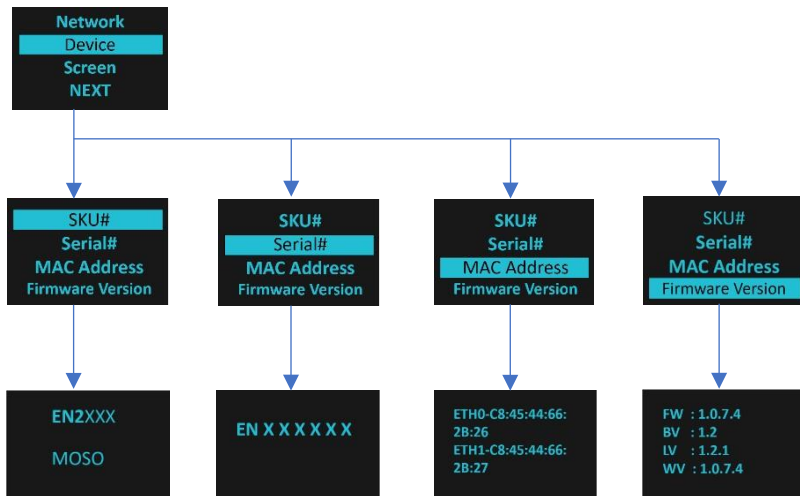 Network
Device
Screen
NEXT
SKU#
Serial#
MAC Address
Firmware Version
SKU#
Serial#
MAC Address
Firmware Version
SKU#
Serial#
MAC Address
Firmware Version
SKU#
Serial#
MAC Address
Firmware Version
EN2XXX
MOSO
EN X X X X X X
ETH0-C8:45:44:66:
2B:26
ETH1-C8:45:44:66:
2B:27
FW : 1.0.7.4
BV : 1.2
LV : 1.2.1
WV : 1.0.7.4